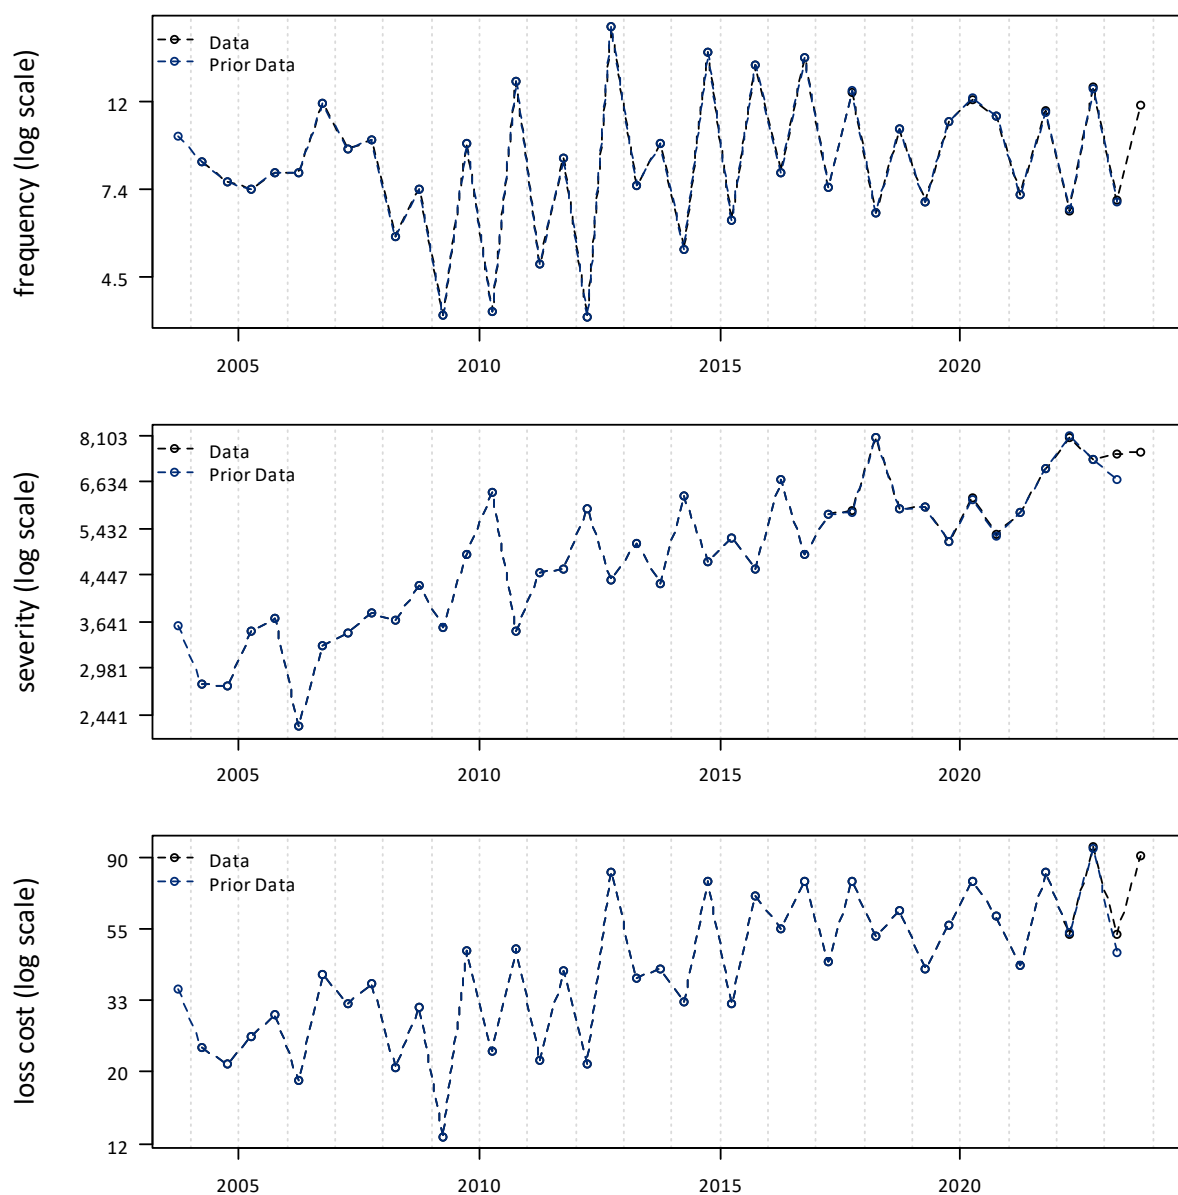 frequency (log scale)
Data
Prior Data
12
7.4
4.5
2005 2010 2015 2020
severity (log scale)
Data
Prior Data
8,103
6,634
5,432
4,447
3,641
2,981
2,441
2005 2010 2015 2020
loss cost (log scale)
Data
Prior Data
90
55
33
20
12
2005 2010 2015 2020